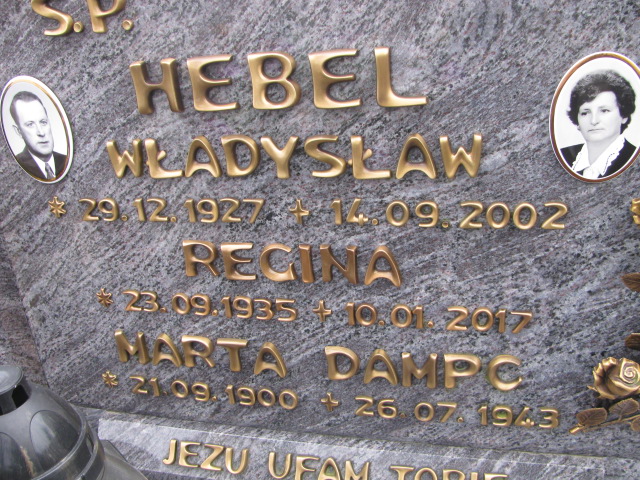 Ś.P.
HEBEL
WŁADYSŁAW
* 29.12.1927 + 14.09.2002
REGINA
* 23.09.1935 + 10.01.2017
MARTA DAMPC
* 21.09.1900 + 26.07.1943
JEZU UFAM TOBIE